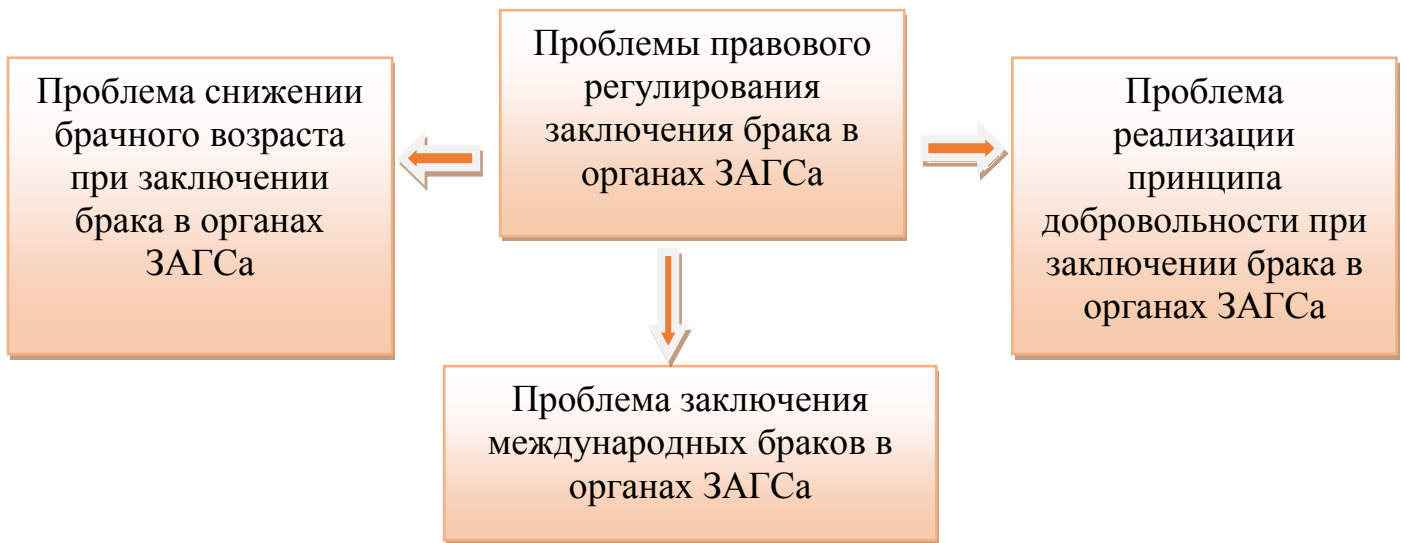 Проблемы правового
регулирования
заключения брака в
органах ЗАГСа
Проблема снижении
брачного возраста
при заключении
брака в органах
ЗАГСа
Проблема
реализации
принципа
добровольности при
заключении брака в
органах ЗАГСа
Проблема заключения
международных браков в
органах ЗАГСа